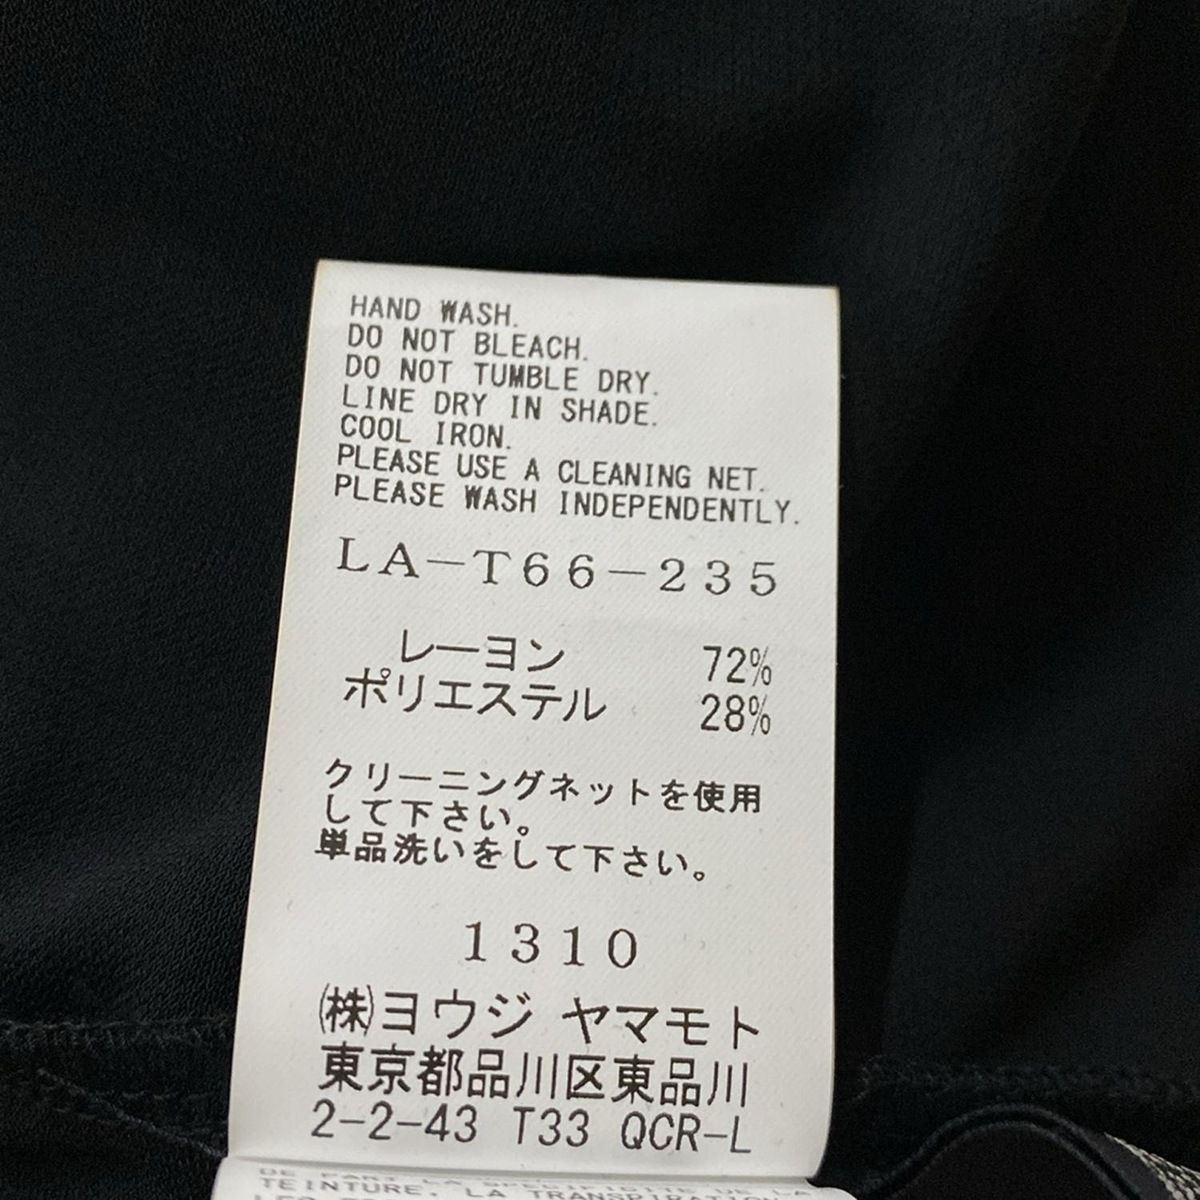 HAND WASH.
DO NOT BLEACH.
DO NOT TUMBLE DRY.
LINE DRY IN SHADE.
COOL IRON.
PLEASE USE A CLEANING NET.
PLEASE WASH INDEPENDENTLY.
LA-T66-235
レーヨン 72%
ポリエステル 28%
クリーニングネットを使用
して下さい。
単品洗いをして下さい。
1310
㈱ヨウジ ヤマモト
東京都品川区東品川
2-2-43 T33 QCR-L
TEINTURE. LA TRANSPIRATION,